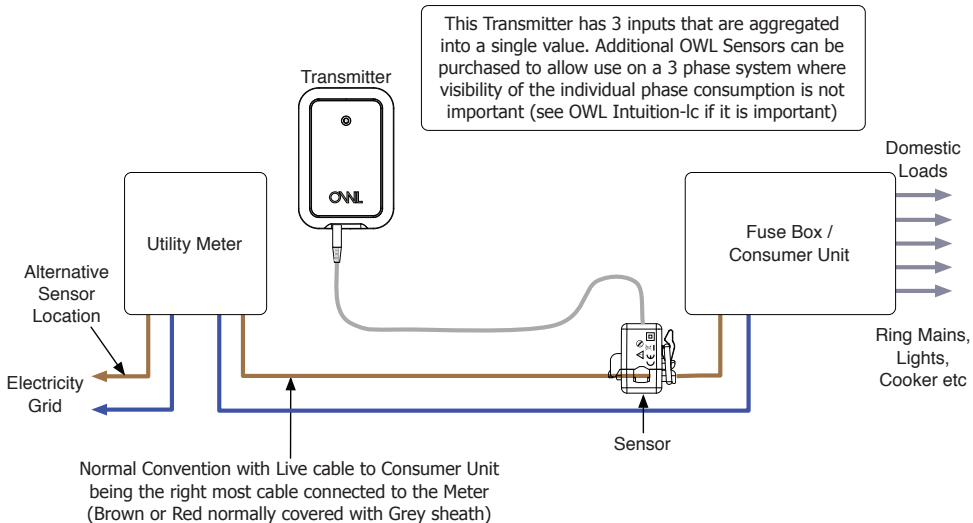 This Transmitter has 3 inputs that are aggregated
into a single value. Additional OWL Sensors can be
purchased to allow use on a 3 phase system where
visibility of the individual phase consumption is not
important (see OWL Intuition-lc if it is important)
Transmitter
OWL
Domestic
Loads
Utility Meter
Fuse Box /
Consumer Unit
Alternative
Sensor
Location
Electricity
Grid
Ring Mains,
Lights,
Cooker etc
Sensor
Normal Convention with Live cable to Consumer Unit
being the right most cable connected to the Meter
(Brown or Red normally covered with Grey sheath)